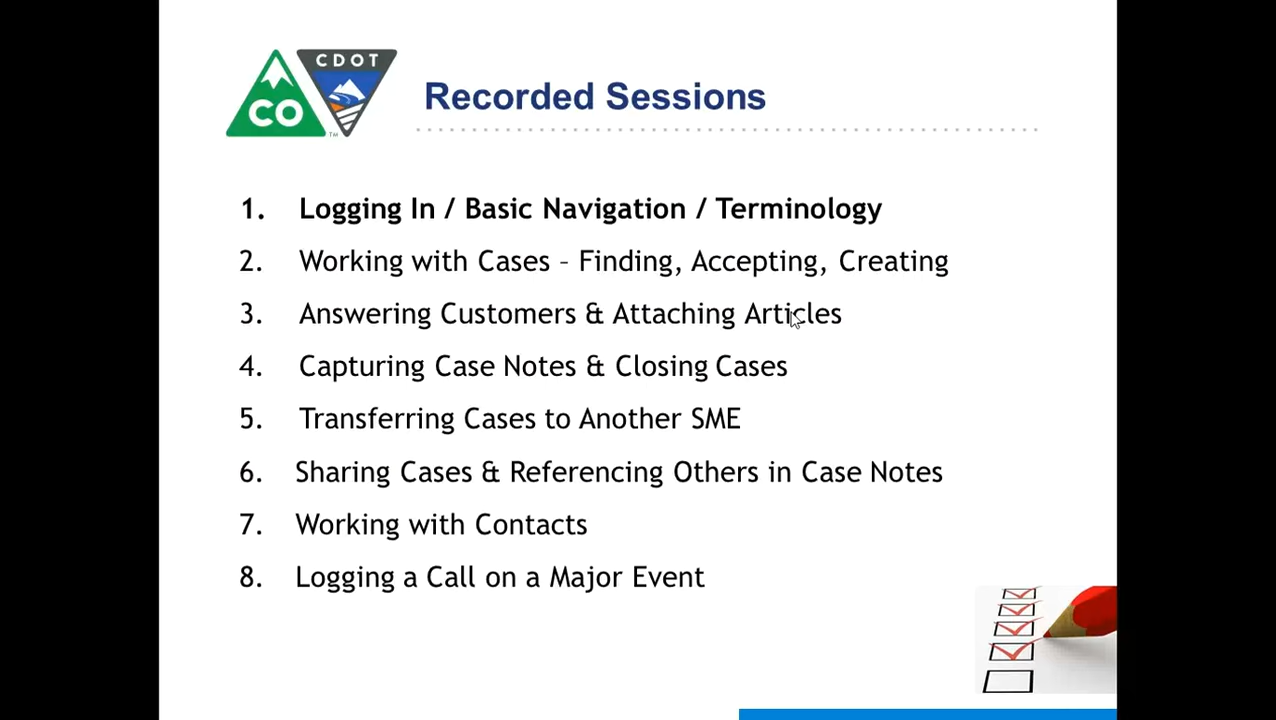 CDOT
CO
TM
Recorded Sessions
1. Logging In / Basic Navigation / Terminology
2. Working with Cases – Finding, Accepting, Creating
3. Answering Customers & Attaching Articles
4. Capturing Case Notes & Closing Cases
5. Transferring Cases to Another SME
6. Sharing Cases & Referencing Others in Case Notes
7. Working with Contacts
8. Logging a Call on a Major Event